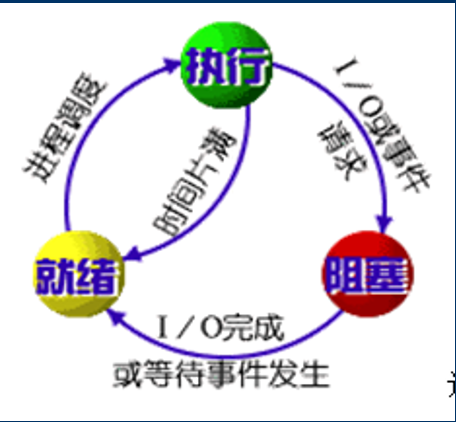 执行
进程调度
时间片满
I/O或事件
请求
就绪
阻塞
I/O完成
或等待事件发生